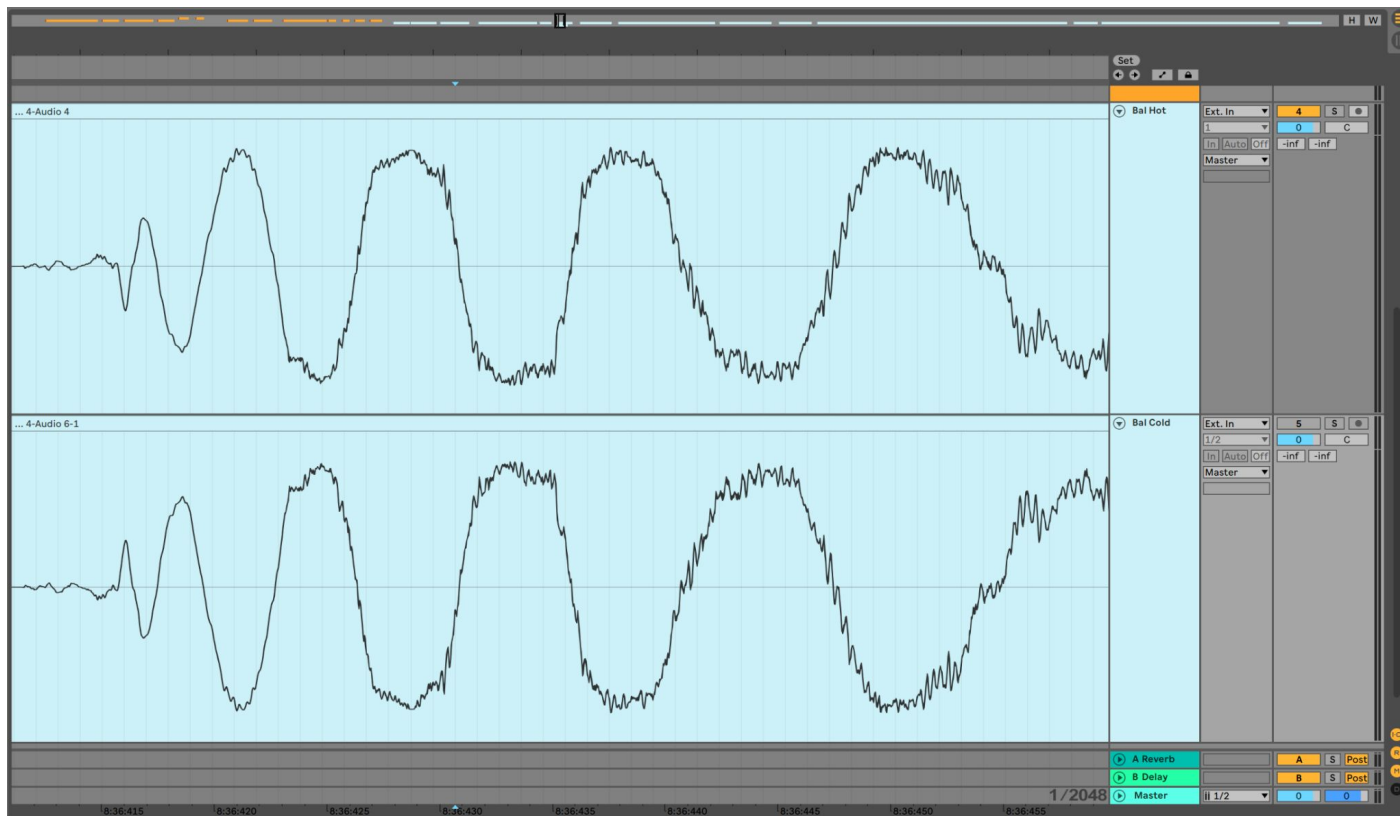 H W
Set
... 4-Audio 4
Bal Hot
Ext. In
4
S
1
0
C
In Auto Off
-inf -inf
Master
... 4-Audio 6-1
Bal Cold
Ext. In
5
S
1/2
0
C
In Auto Off
-inf -inf
Master
A Reverb
A
S
Post
B Delay
B
S
Post
1/2048
Master
1/2
0
0
8:36:415 8:36:420 8:36:425 8:36:430 8:36:435 8:36:440 8:36:445 8:36:450 8:36:455